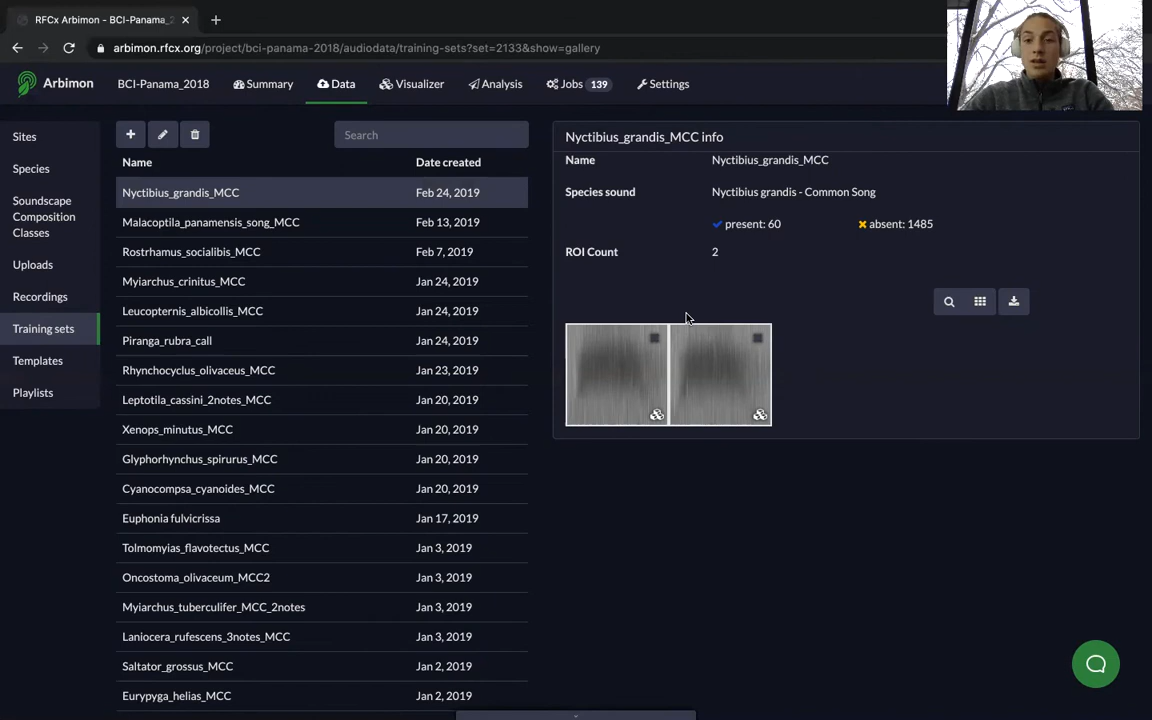 RFCx Arbimon - BCI-Panama_2
arbimon.rfcx.org/project/bci-panama-2018/audiodata/training-sets?set=2133&show=gallery
Arbimon BCI-Panama_2018 Summary Data Visualizer Analysis Jobs 139 Settings
Sites
Species
Soundscape
Composition
Classes
Uploads
Recordings
Training sets
Templates
Playlists
Search
Name Date created
Nyctibius_grandis_MCC Feb 24, 2019
Malacoptila_panamensis_song_MCC Feb 13, 2019
Rostrhamus_socialibis_MCC Feb 7, 2019
Myiarchus_crinitus_MCC Jan 24, 2019
Leucopternis_albicollis_MCC Jan 24, 2019
Piranga_rubra_call Jan 24, 2019
Rhynchocyclus_olivaceus_MCC Jan 23, 2019
Leptotila_cassini_2notes_MCC Jan 20, 2019
Xenops_minutus_MCC Jan 20, 2019
Glyphorhynchus_spirurus_MCC Jan 20, 2019
Cyanocompsa_cyanoides_MCC Jan 20, 2019
Euphonia fulvicrissa Jan 17, 2019
Tolmomyias_flavotectus_MCC Jan 3, 2019
Oncostoma_olivaceum_MCC2 Jan 3, 2019
Myiarchus_tuberculifer_MCC_2notes Jan 3, 2019
Laniocera_rufescens_3notes_MCC Jan 3, 2019
Saltator_grossus_MCC Jan 2, 2019
Eurypyga_helias_MCC Jan 2, 2019
Nyctibius_grandis_MCC info
Name Nyctibius_grandis_MCC
Species sound Nyctibius grandis - Common Song
present: 60 absent: 1485
ROI Count 2